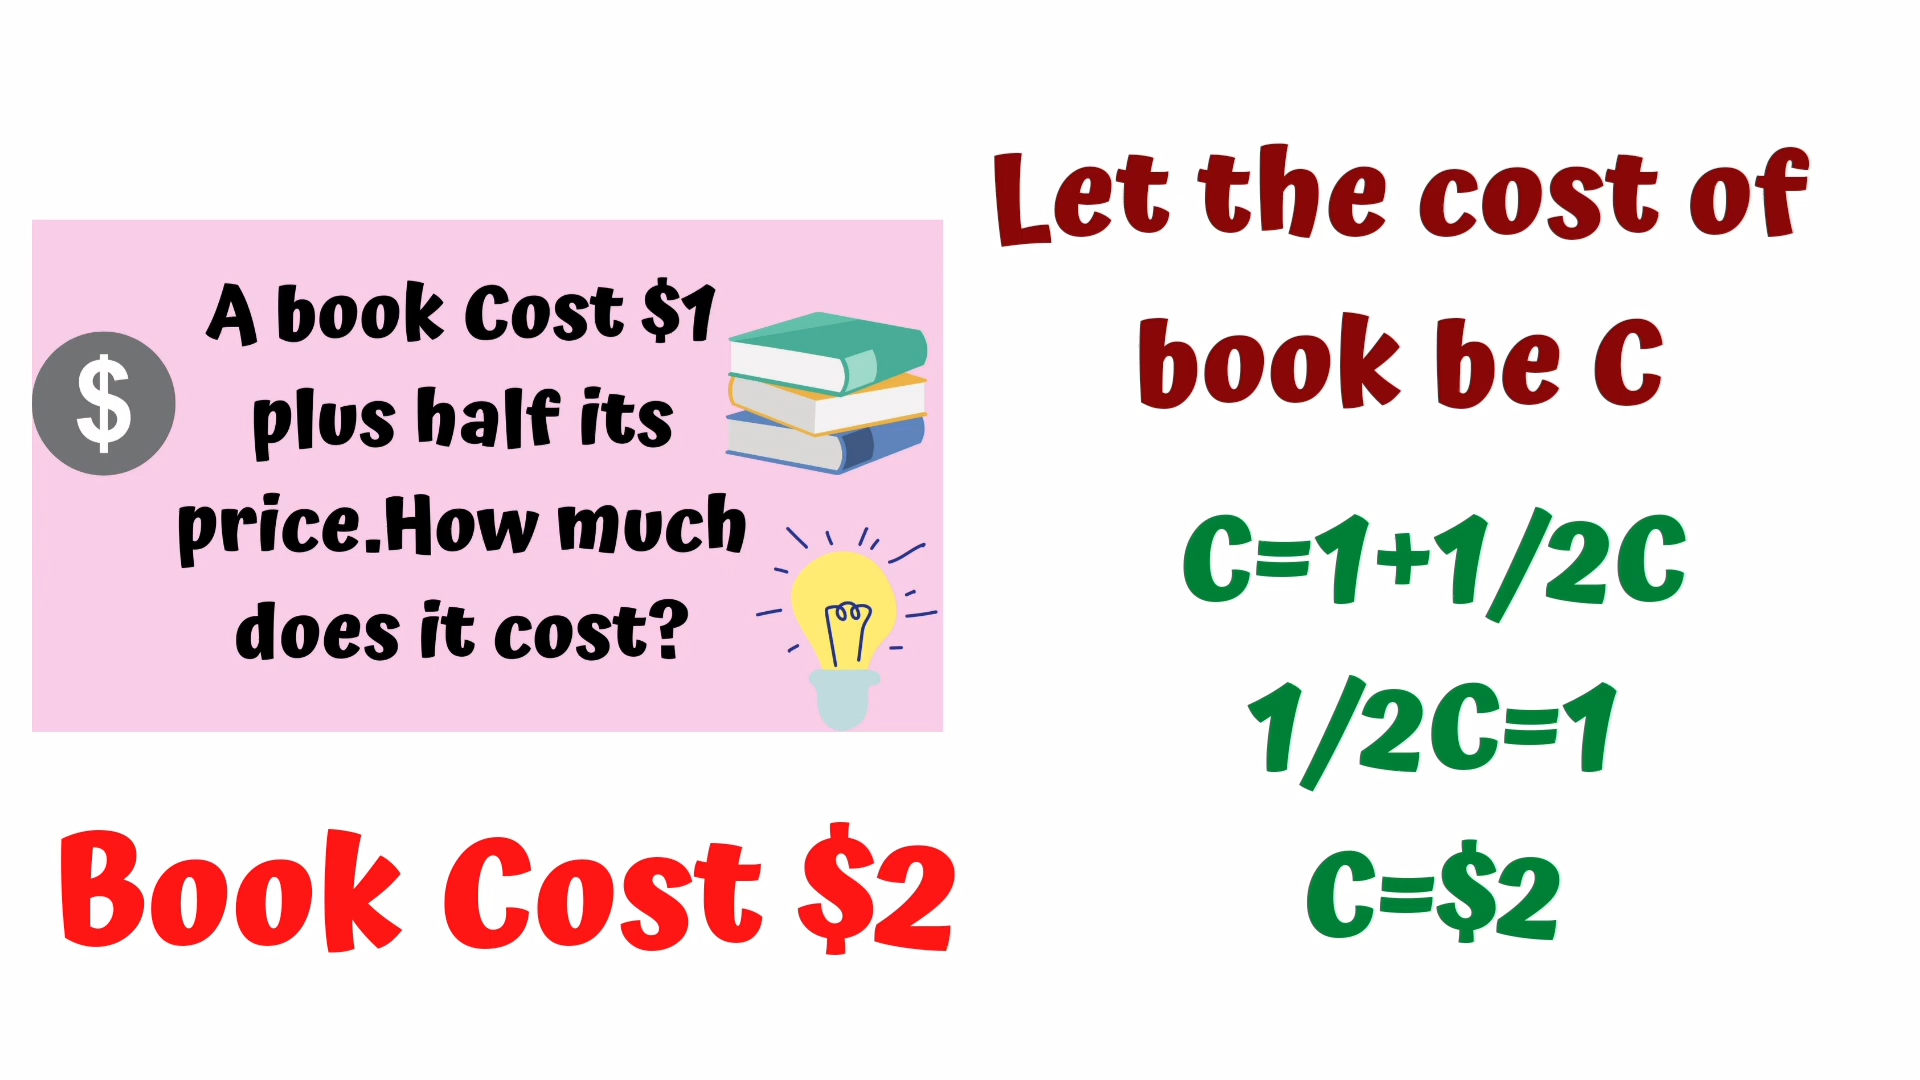 A book Cost $1
plus half its
price.How much
does it cost?
$
Book Cost $2
Let the cost of
book be C
C=1+1/2C
1/2C=1
C=$2